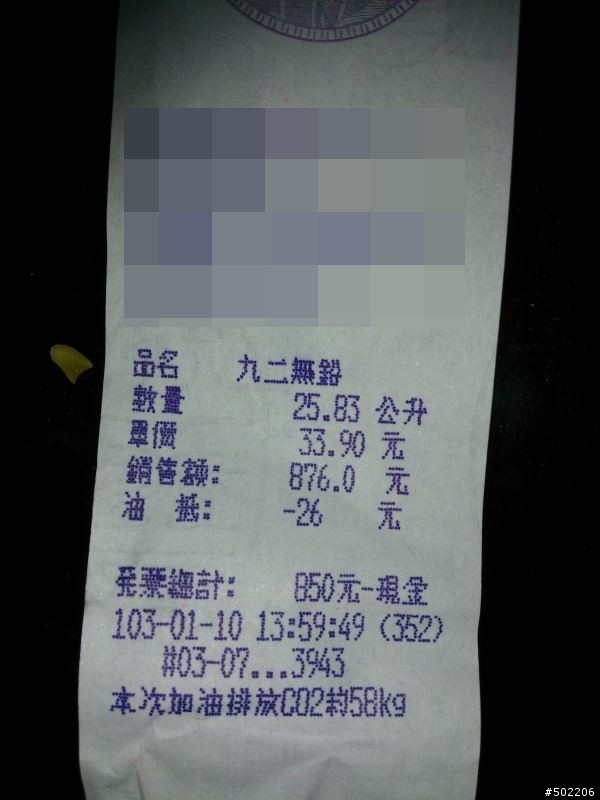 品名 九二無鉛
數量 25.83 公升
單價 33.90 元
銷售額: 876.0 元
油 抵: -26 元
発票總計: 850元-現金
103-01-10 13:59:49 (352)
#03-07...3943
本次加油排放CO2約58kg
#502206